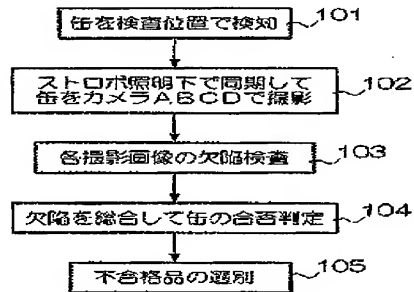 缶を検査位置で検知 101
ストロボ照明下で同期して 102
缶をカメラABCDで撮影
各撮影画像の欠陥検査 103
欠陥を総合して缶の合否判定 104
不合格品の選別 105